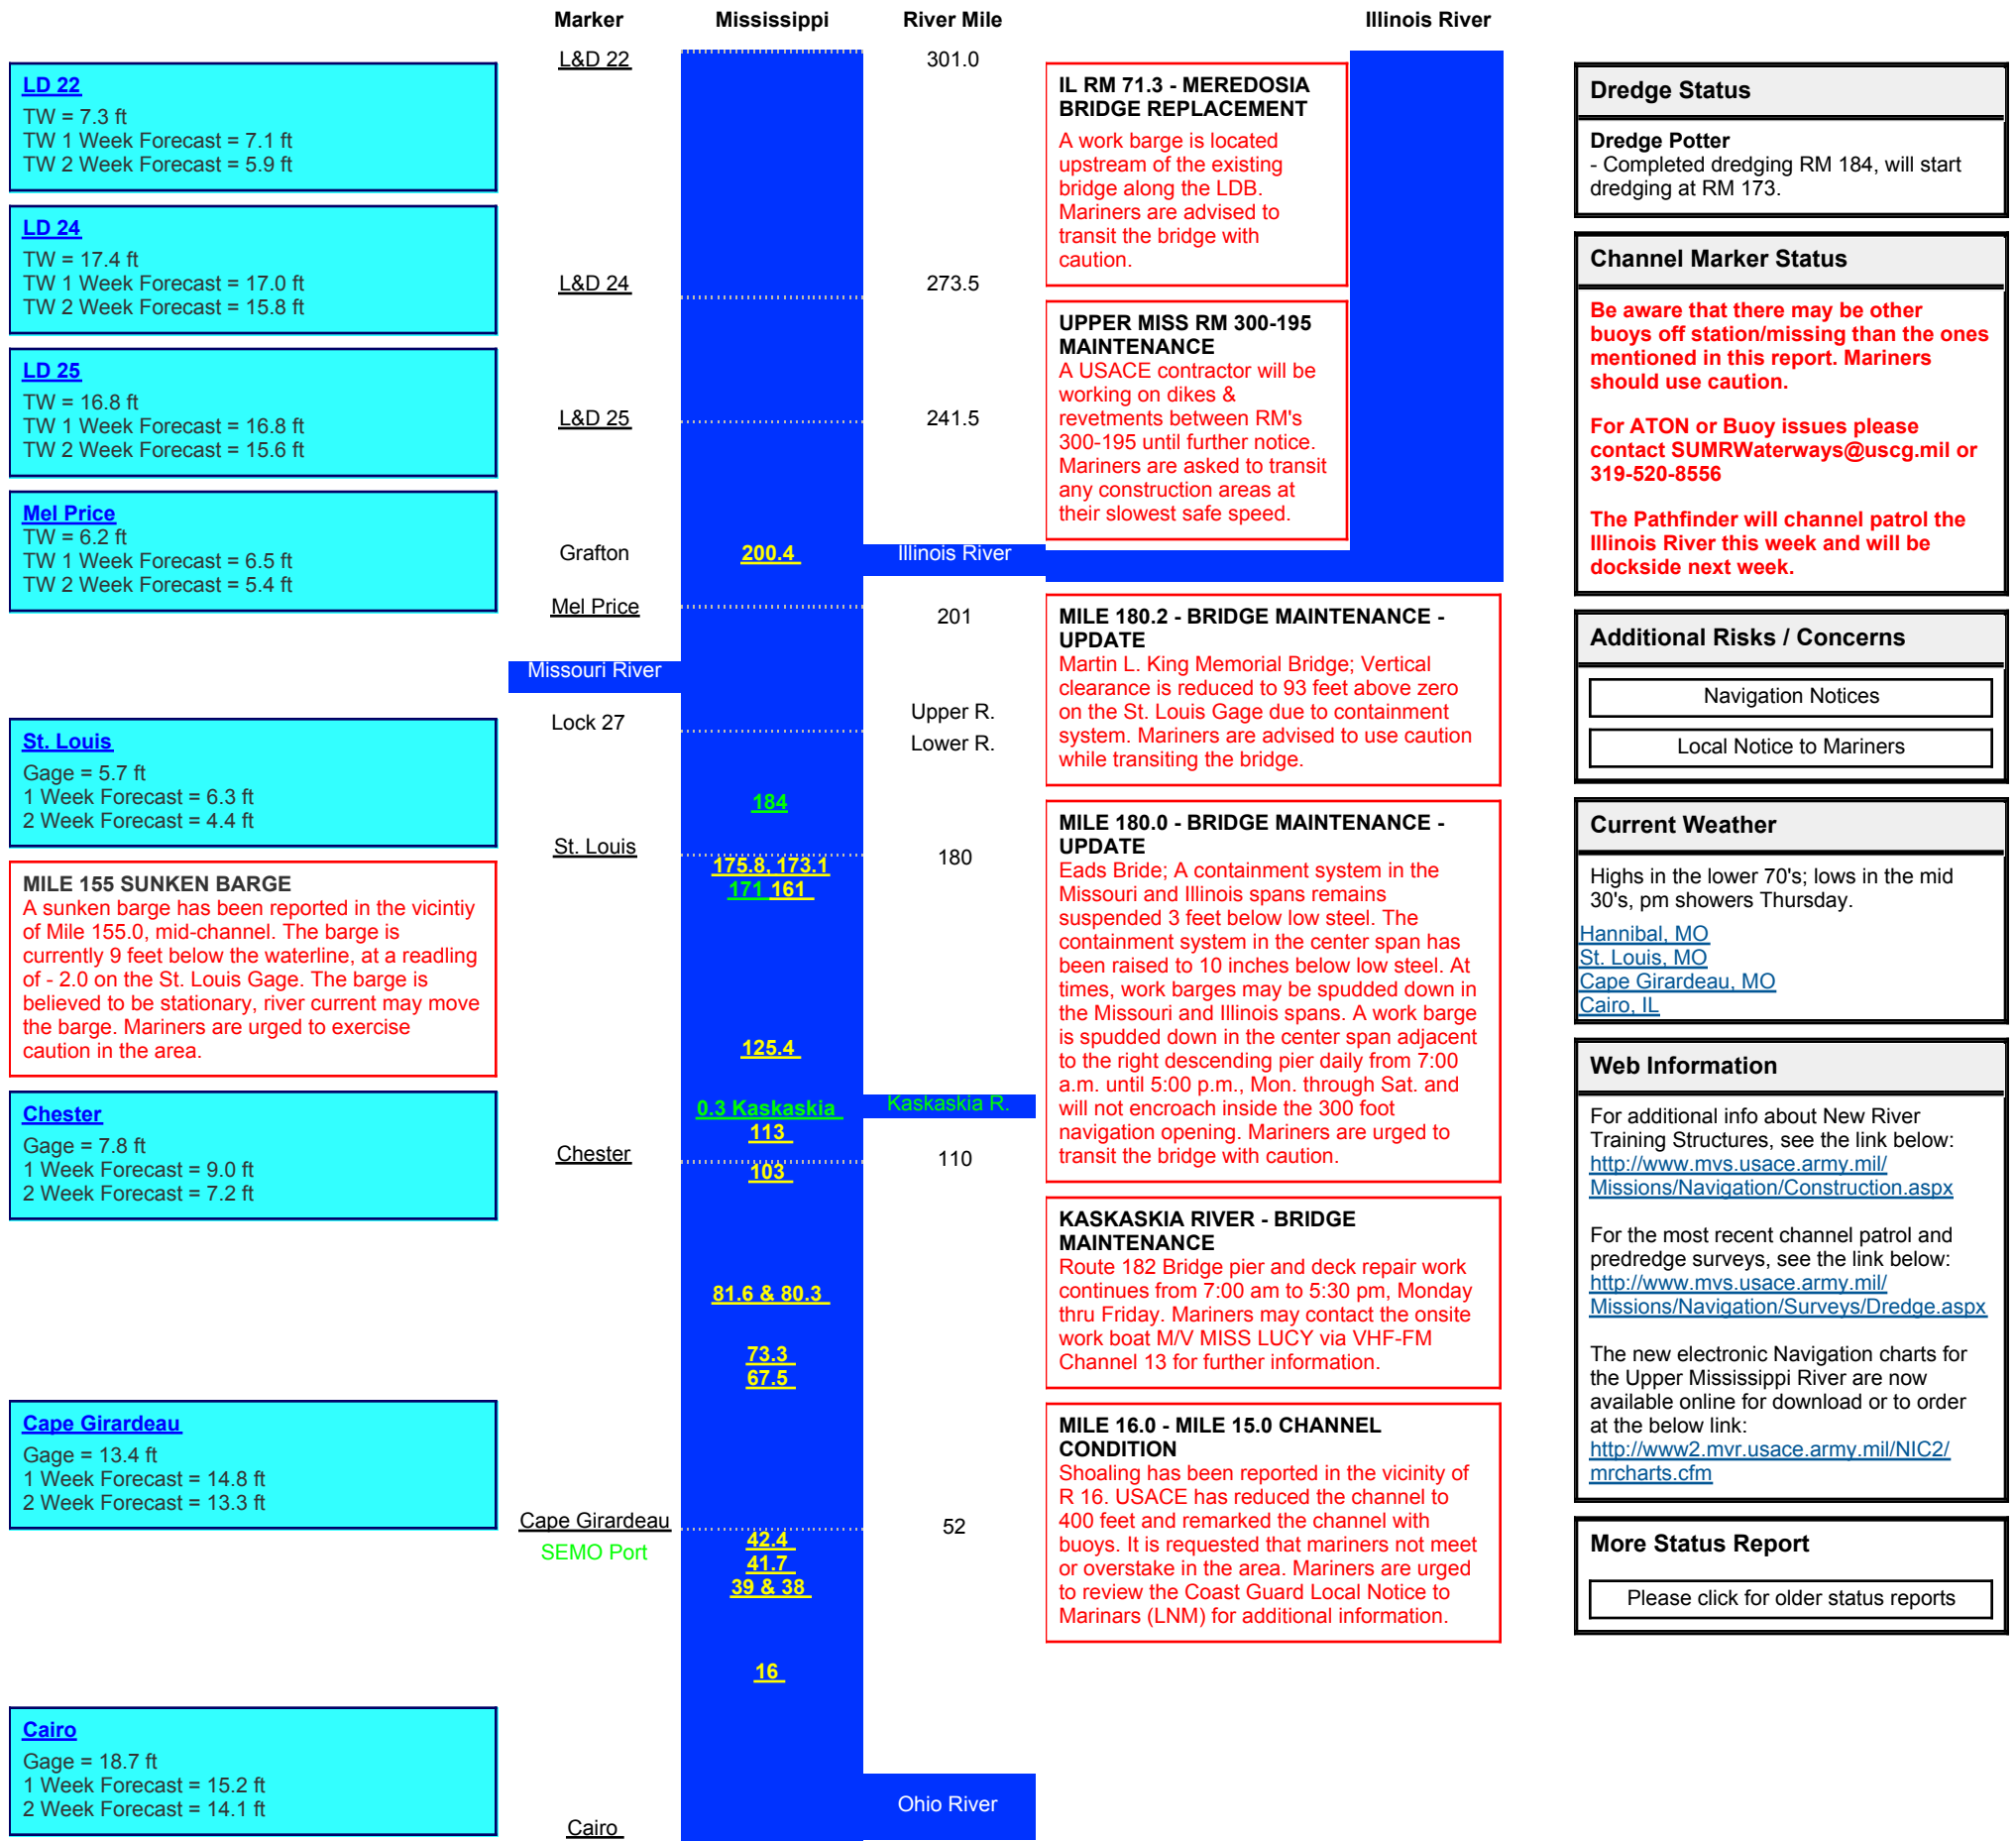 Marker
Mississippi
River Mile
Illinois River
LD 22
TW = 7.3 ft
TW 1 Week Forecast = 7.1 ft
TW 2 Week Forecast = 5.9 ft
LD 24
TW = 17.4 ft
TW 1 Week Forecast = 17.0 ft
TW 2 Week Forecast = 15.8 ft
LD 25
TW = 16.8 ft
TW 1 Week Forecast = 16.8 ft
TW 2 Week Forecast = 15.6 ft
Mel Price
TW = 6.2 ft
TW 1 Week Forecast = 6.5 ft
TW 2 Week Forecast = 5.4 ft
St. Louis
Gage = 5.7 ft
1 Week Forecast = 6.3 ft
2 Week Forecast = 4.4 ft
MILE 155 SUNKEN BARGE
A sunken barge has been reported in the vicintiy
of Mile 155.0, mid-channel. The barge is
currently 9 feet below the waterline, at a readling
of - 2.0 on the St. Louis Gage. The barge is
believed to be stationary, river current may move
the barge. Mariners are urged to exercise
caution in the area.
Chester
Gage = 7.8 ft
1 Week Forecast = 9.0 ft
2 Week Forecast = 7.2 ft
Cape Girardeau
Gage = 13.4 ft
1 Week Forecast = 14.8 ft
2 Week Forecast = 13.3 ft
Cairo
Gage = 18.7 ft
1 Week Forecast = 15.2 ft
2 Week Forecast = 14.1 ft
L&D 22
301.0
L&D 24
273.5
L&D 25
241.5
Grafton
200.4
Illinois River
Mel Price
201
Missouri River
Lock 27
Upper R.
Lower R.
184
St. Louis
180
175.8, 173.1
171 161
125.4
0.3 Kaskaskia
Kaskaskia R.
113
Chester
110
103
81.6 & 80.3
73.3
67.5
Cape Girardeau
52
SEMO Port
42.4
41.7
39 & 38
16
Ohio River
Cairo
IL RM 71.3 - MEREDOSIA
BRIDGE REPLACEMENT
A work barge is located
upstream of the existing
bridge along the LDB.
Mariners are advised to
transit the bridge with
caution.
UPPER MISS RM 300-195
MAINTENANCE
A USACE contractor will be
working on dikes &
revetments between RM's
300-195 until further notice.
Mariners are asked to transit
any construction areas at
their slowest safe speed.
MILE 180.2 - BRIDGE MAINTENANCE -
UPDATE
Martin L. King Memorial Bridge; Vertical
clearance is reduced to 93 feet above zero
on the St. Louis Gage due to containment
system. Mariners are advised to use caution
while transiting the bridge.
MILE 180.0 - BRIDGE MAINTENANCE -
UPDATE
Eads Bride; A containment system in the
Missouri and Illinois spans remains
suspended 3 feet below low steel. The
containment system in the center span has
been raised to 10 inches below low steel. At
times, work barges may be spudded down in
the Missouri and Illinois spans. A work barge
is spudded down in the center span adjacent
to the right descending pier daily from 7:00
a.m. until 5:00 p.m., Mon. through Sat. and
will not encroach inside the 300 foot
navigation opening. Mariners are urged to
transit the bridge with caution.
KASKASKIA RIVER - BRIDGE
MAINTENANCE
Route 182 Bridge pier and deck repair work
continues from 7:00 am to 5:30 pm, Monday
thru Friday. Mariners may contact the onsite
work boat M/V MISS LUCY via VHF-FM
Channel 13 for further information.
MILE 16.0 - MILE 15.0 CHANNEL
CONDITION
Shoaling has been reported in the vicinity of
R 16. USACE has reduced the channel to
400 feet and remarked the channel with
buoys. It is requested that mariners not meet
or overstake in the area. Mariners are urged
to review the Coast Guard Local Notice to
Marinars (LNM) for additional information.
Dredge Status
Dredge Potter
- Completed dredging RM 184, will start
dredging at RM 173.
Channel Marker Status
Be aware that there may be other
buoys off station/missing than the ones
mentioned in this report. Mariners
should use caution.
For ATON or Buoy issues please
contact SUMRWaterways@uscg.mil or
319-520-8556
The Pathfinder will channel patrol the
Illinois River this week and will be
dockside next week.
Additional Risks / Concerns
Navigation Notices
Local Notice to Mariners
Current Weather
Highs in the lower 70's; lows in the mid
30's, pm showers Thursday.
Hannibal, MO
St. Louis, MO
Cape Girardeau, MO
Cairo, IL
Web Information
For additional info about New River
Training Structures, see the link below:
http://www.mvs.usace.army.mil/
Missions/Navigation/Construction.aspx
For the most recent channel patrol and
predredge surveys, see the link below:
http://www.mvs.usace.army.mil/
Missions/Navigation/Surveys/Dredge.aspx
The new electronic Navigation charts for
the Upper Mississippi River are now
available online for download or to order
at the below link:
http://www2.mvr.usace.army.mil/NIC2/
mrcharts.cfm
More Status Report
Please click for older status reports